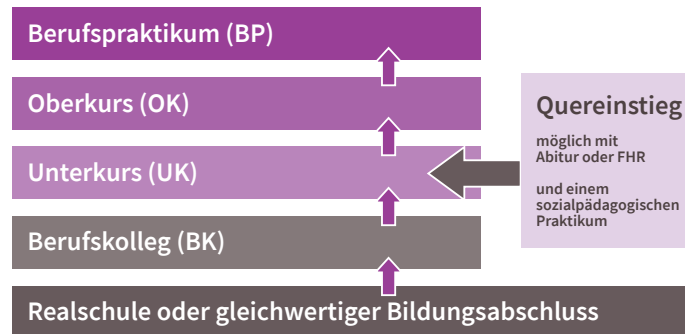 Berufspraktikum (BP)
Oberkurs (OK)
Unterkurs (UK)
Berufskolleg (BK)
Realschule oder gleichwertiger Bildungsabschluss
Quereinstieg
möglich mit
Abitur oder FHR
und einem
sozialpädagogischen
Praktikum